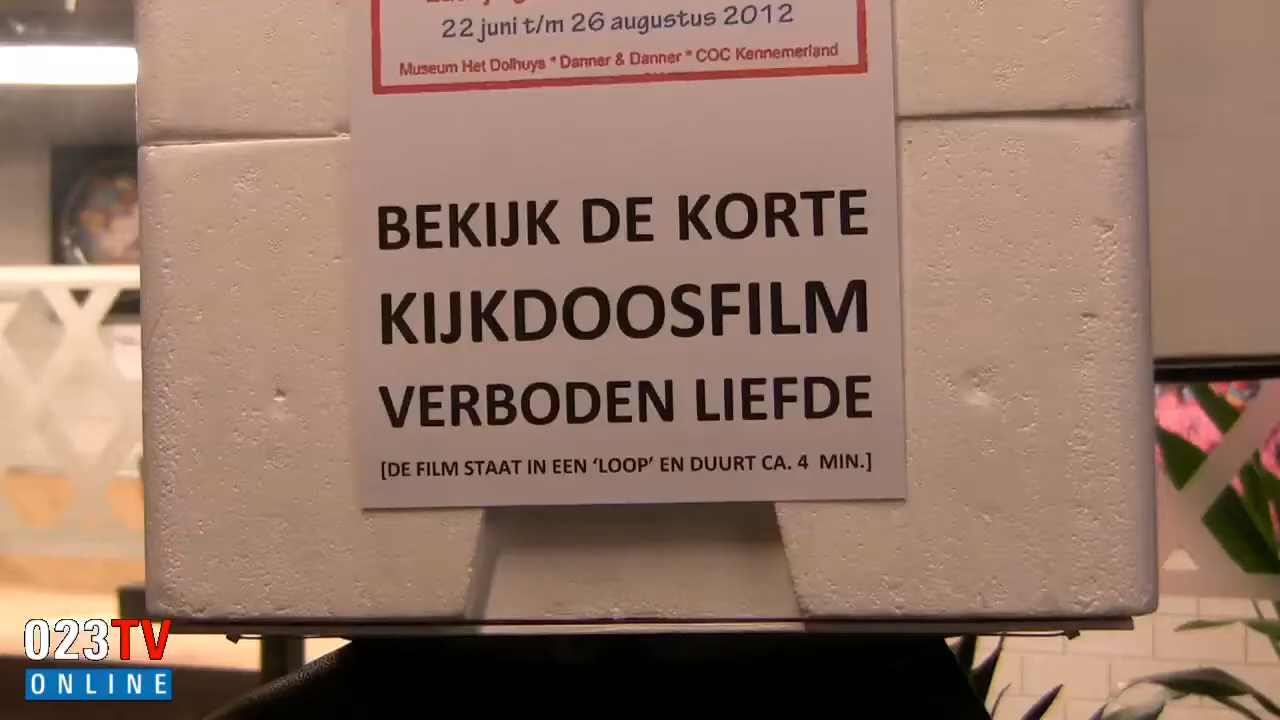 22 juni t/m 26 augustus 2012
Museum Het Dolhuys * Danner & Danner * COC Kennemerland
BEKIJK DE KORTE
KIJKDOOSFILM
VERBODEN LIEFDE
[DE FILM STAAT IN EEN ‘LOOP’ EN DUURT CA. 4 MIN.]
023TV
ONLINE